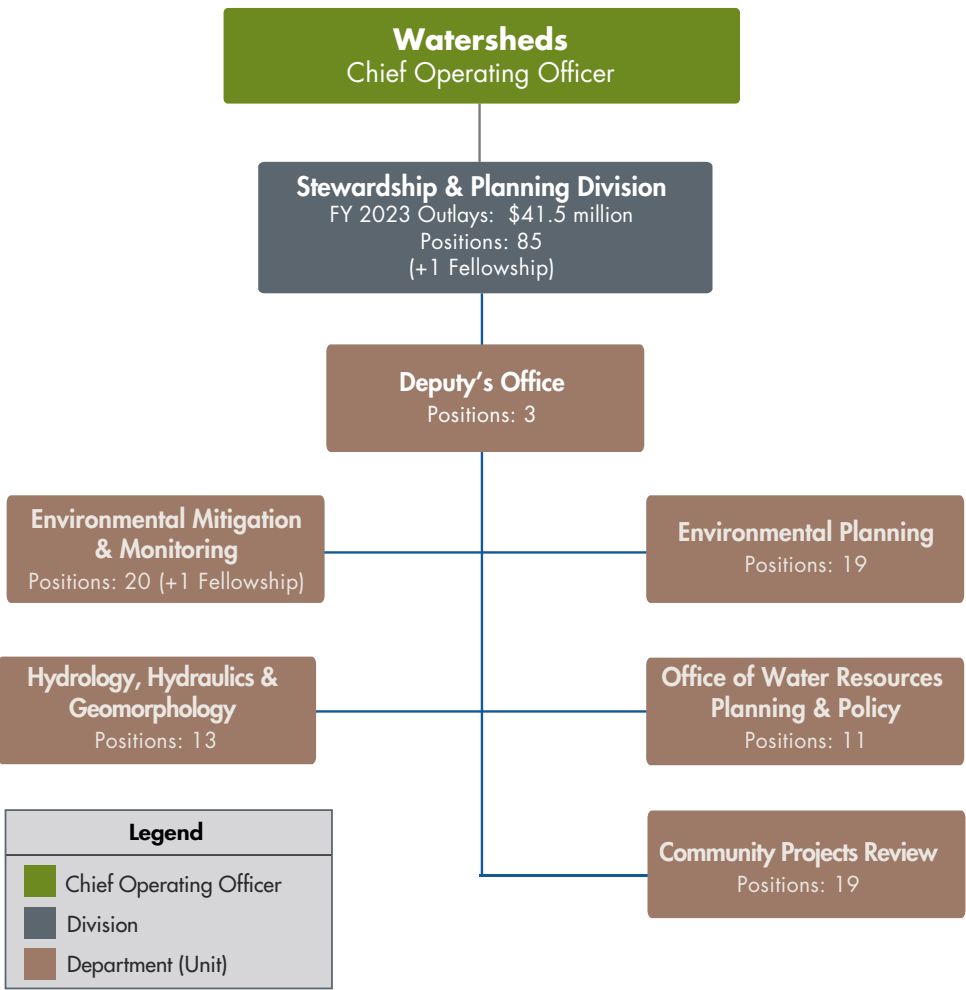 Watersheds
Chief Operating Officer
Stewardship & Planning Division
FY 2023 Outlays: $41.5 million
Positions: 85
(+1 Fellowship)
Deputy’s Office
Positions: 3
Environmental Mitigation
& Monitoring
Positions: 20 (+1 Fellowship)
Environmental Planning
Positions: 19
Hydrology, Hydraulics &
Geomorphology
Positions: 13
Office of Water Resources
Planning & Policy
Positions: 11
Community Projects Review
Positions: 19
Legend
Chief Operating Officer
Division
Department (Unit)